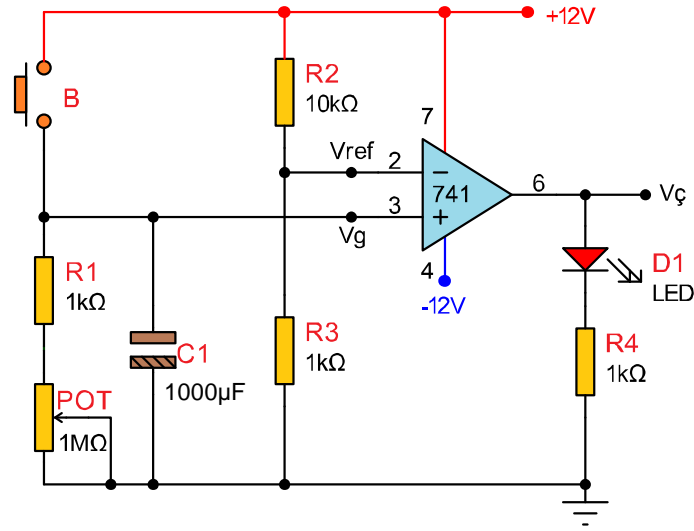 +12V
B
R2
10kΩ
7
Vref
2
741
6
Vç
3
Vg
4
-12V
R1
1kΩ
C1
1000µF
R3
1kΩ
D1
LED
R4
1kΩ
POT
1MΩ